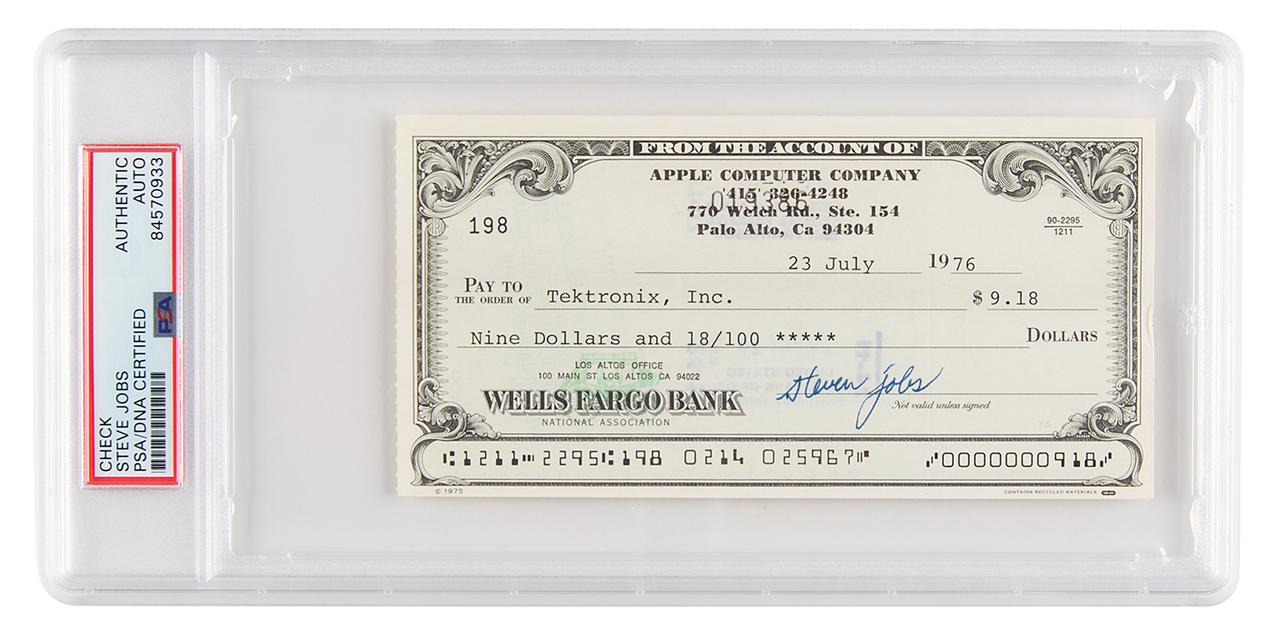 CHECK
STEVE JOBS
PSA/DNA CERTIFIED
AUTHENTIC
AUTO
84570933
PSA
FROM THE ACCOUNT OF
APPLE COMPUTER COMPANY
'415' 326-4248
019386
770 Welch Rd., Ste. 154
Palo Alto, Ca 94304
198
90-2295
1211
23 July 1976
PAY TO
THE ORDER OF Tektronix, Inc. $ 9.18
Nine Dollars and 18/100 ***** DOLLARS
LOS ALTOS OFFICE
100 MAIN ST LOS ALTOS CA 94022
WELLS FARGO BANK
NATIONAL ASSOCIATION
steven jobs
Not valid unless signed
⑆1211⑉2295⑆198 0214 025967⑈ ⑇0000000918⑇
© 1975
CONTAINS RECYCLED MATERIALS